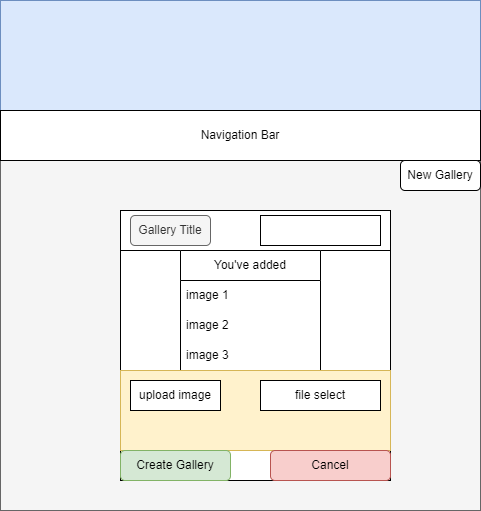 Navigation Bar
New Gallery
Gallery Title
You've added
image 1
image 2
image 3
upload image
file select
Create Gallery
Cancel